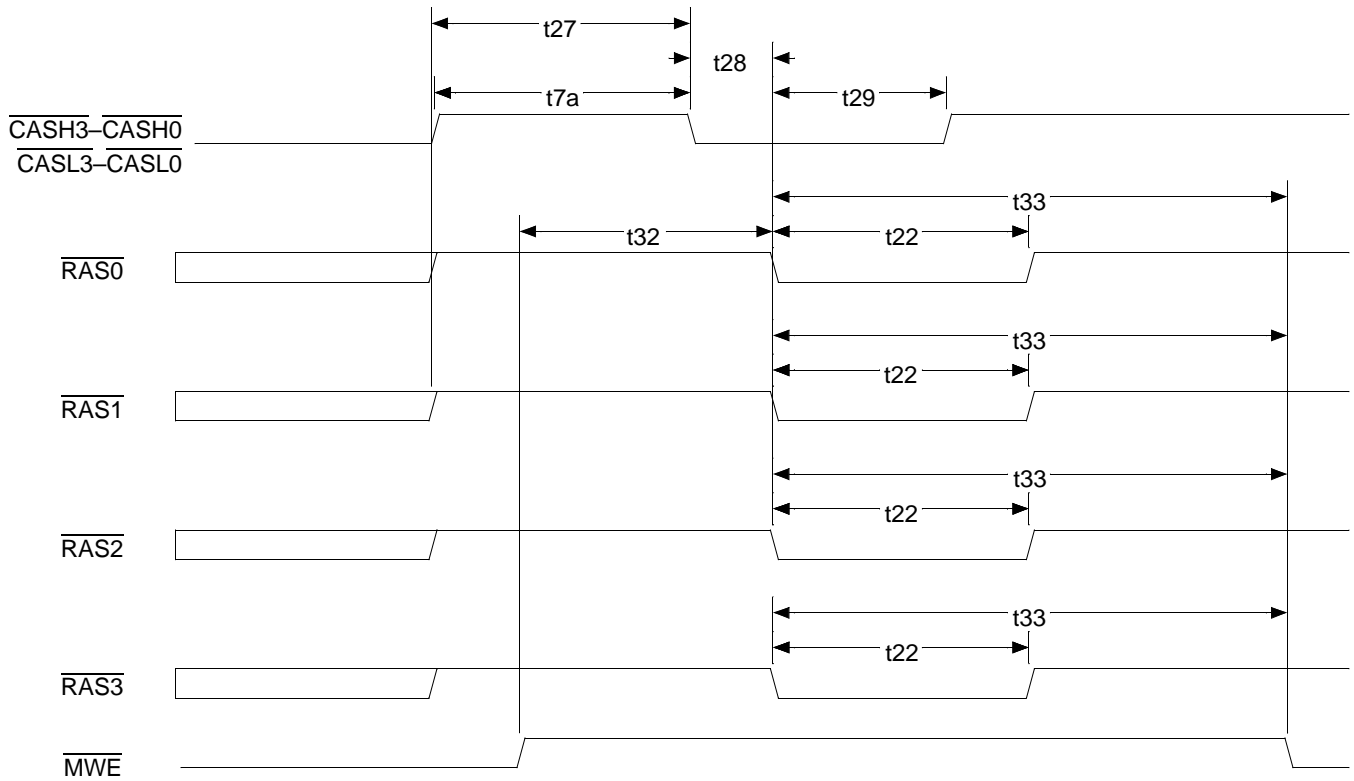 t27
t28
t7a
t29
CASH3–CASH0
CASL3–CASL0
t33
t32
t22
RAS0
t33
t22
RAS1
t33
t22
RAS2
t33
t22
RAS3
MWE